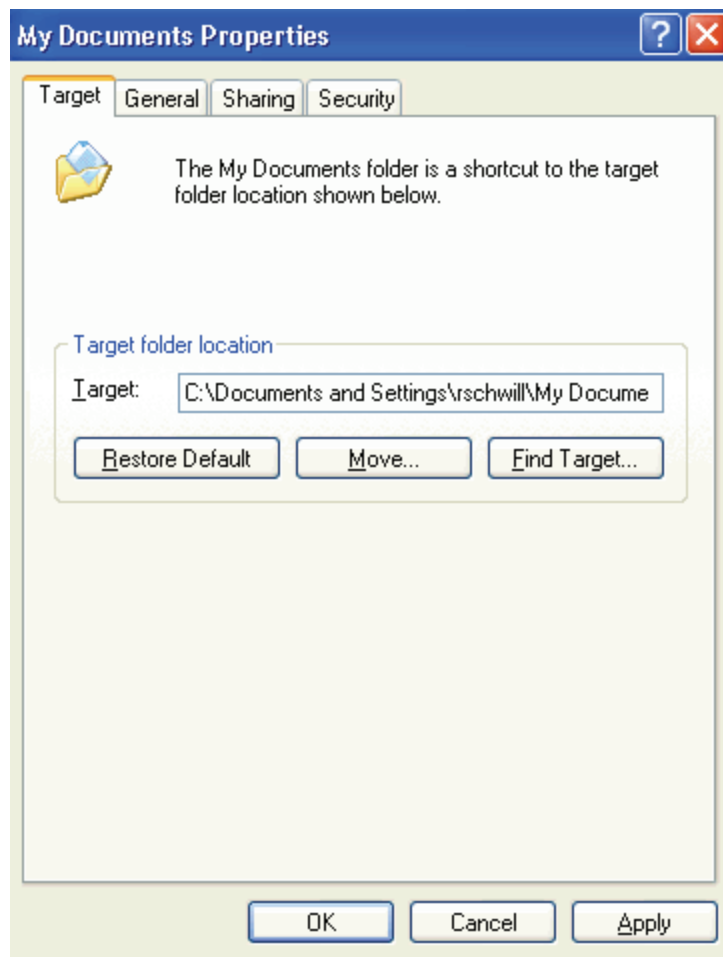 My Documents Properties
?
Target General Sharing Security
The My Documents folder is a shortcut to the target
folder location shown below.
Target folder location
Target: C:\Documents and Settings\rschwill\My Docume
Restore Default Move... Find Target...
OK Cancel Apply